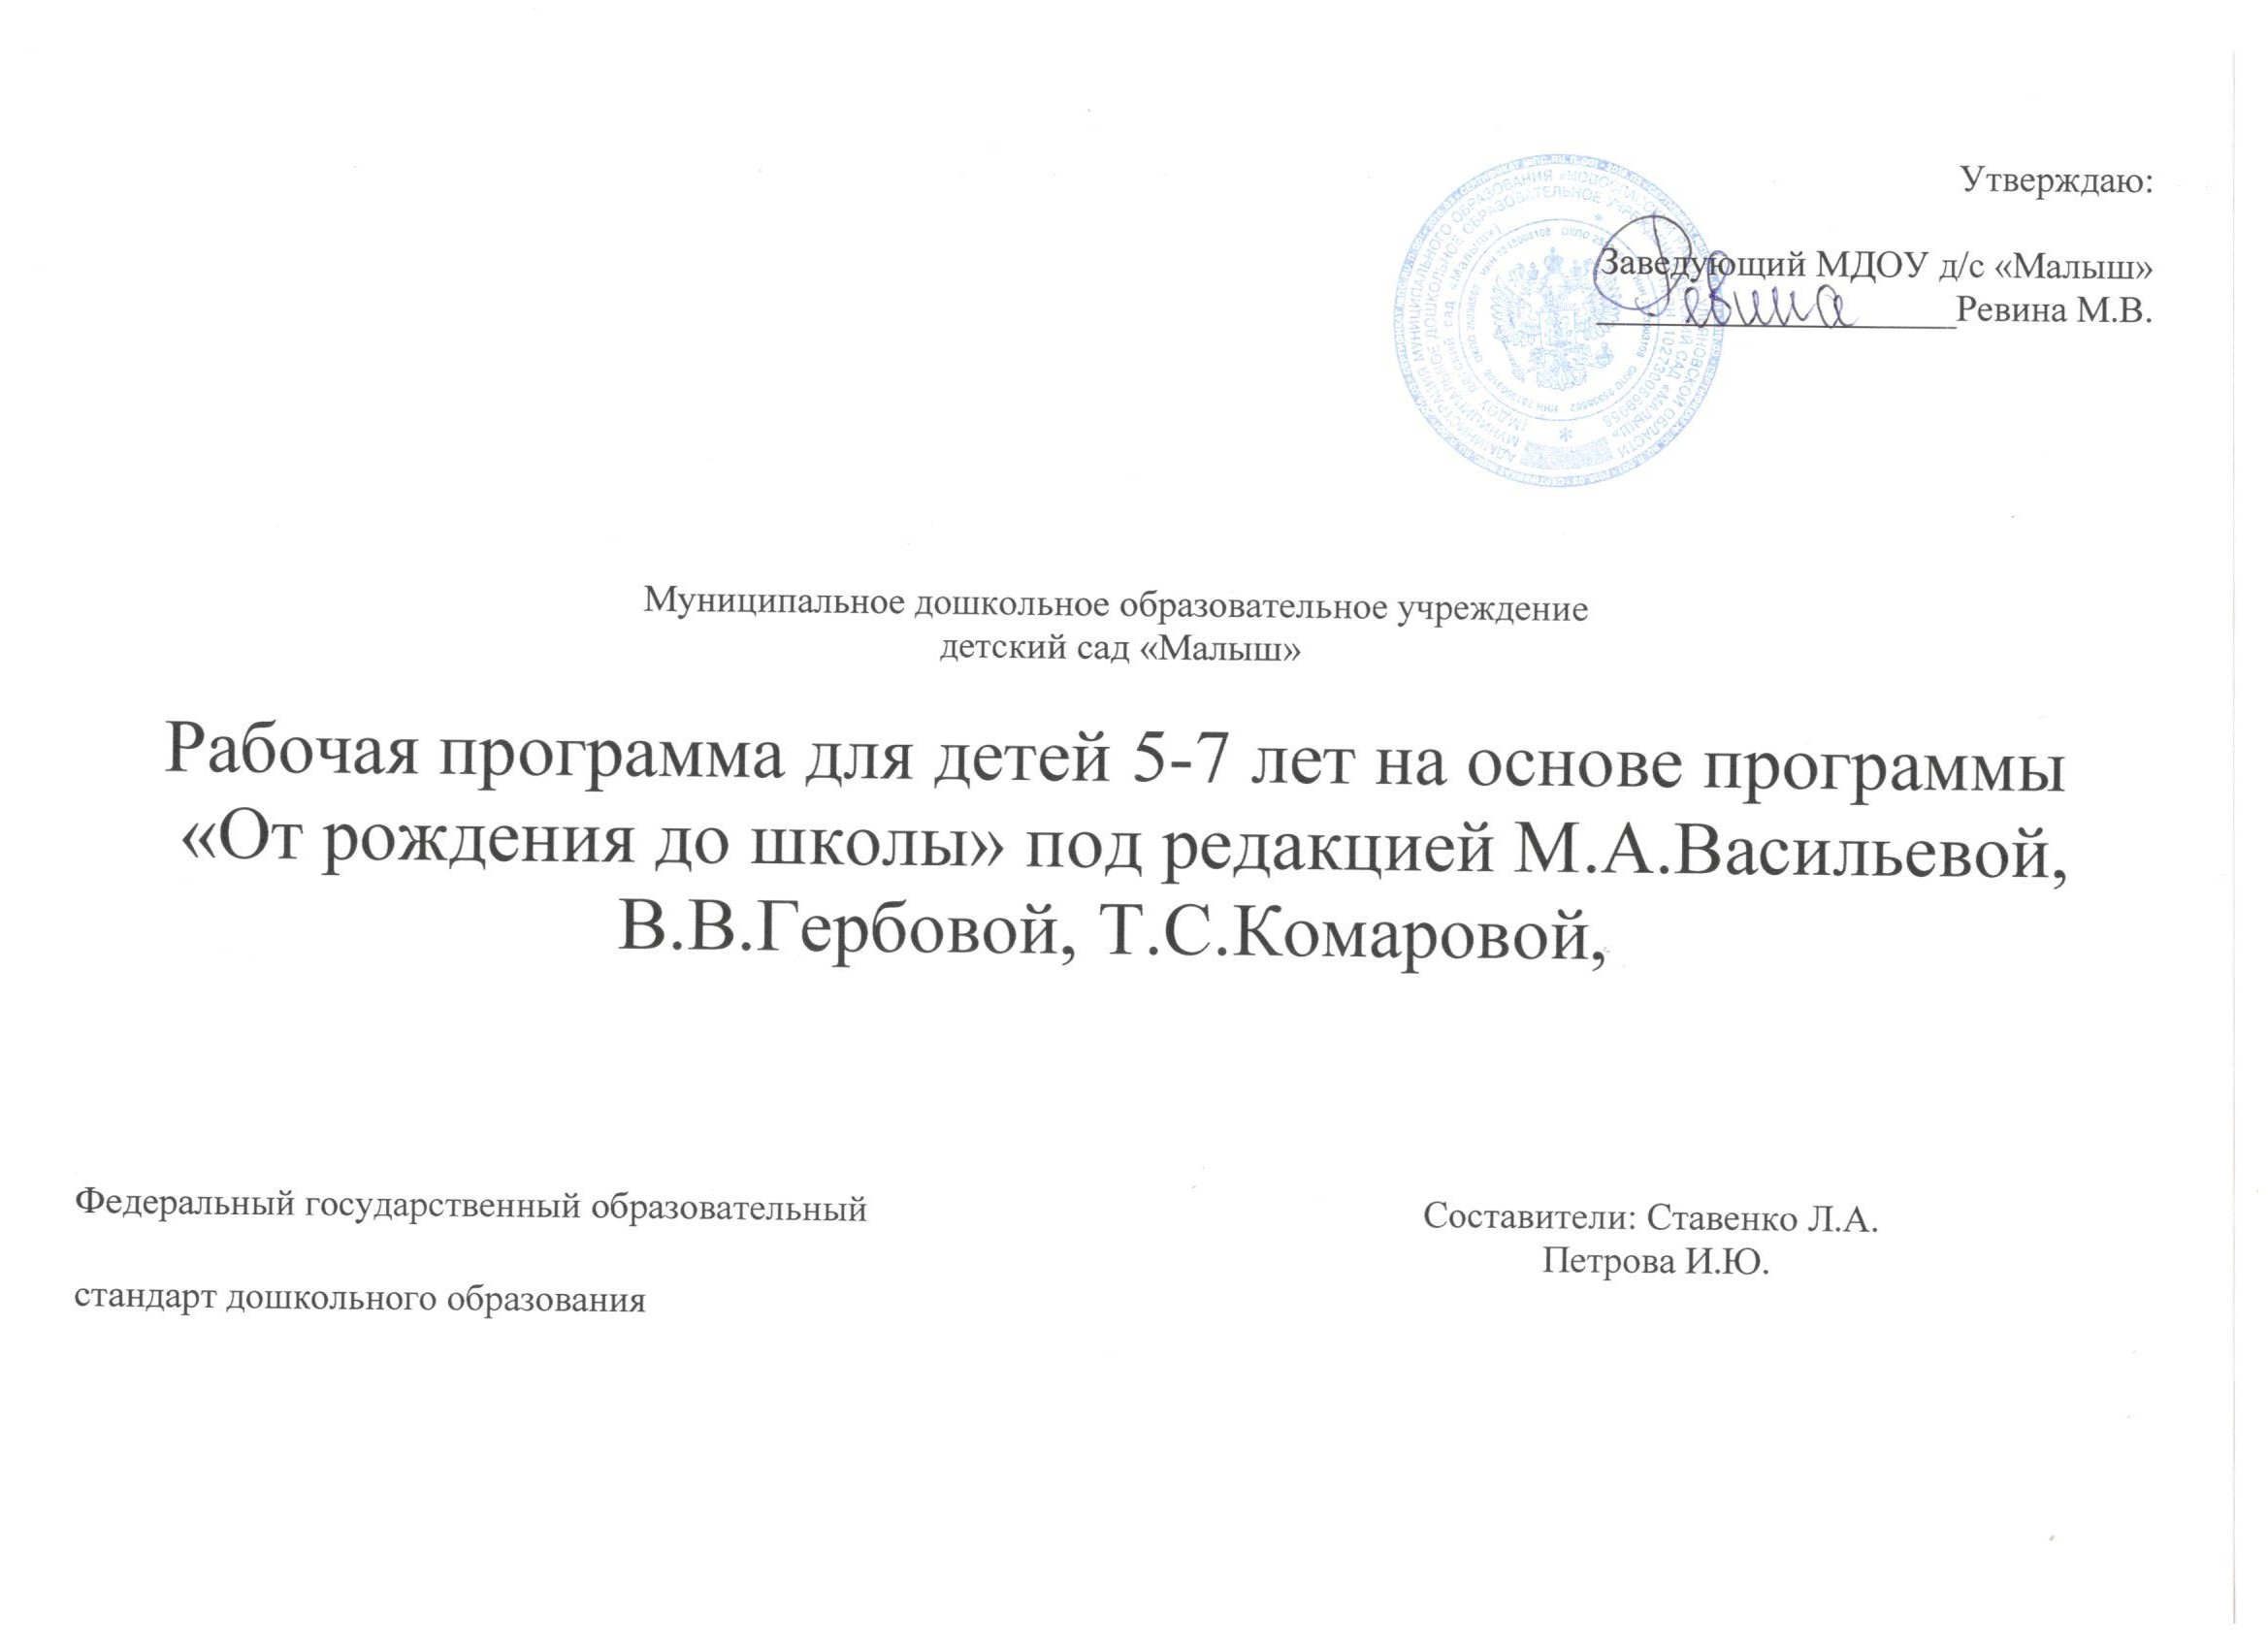 Утверждаю:
Заведующий МДОУ д/с «Малыш»
Ревина
Ревина М.В.
Муниципальное дошкольное образовательное учреждение
детский сад «Малыш»
Рабочая программа для детей 5-7 лет на основе программы
«От рождения до школы» под редакцией М.А.Васильевой,
В.В.Гербовой, Т.С.Комаровой,
Федеральный государственный образовательный
Составители: Ставенко Л.А.
Петрова И.Ю.
стандарт дошкольного образования